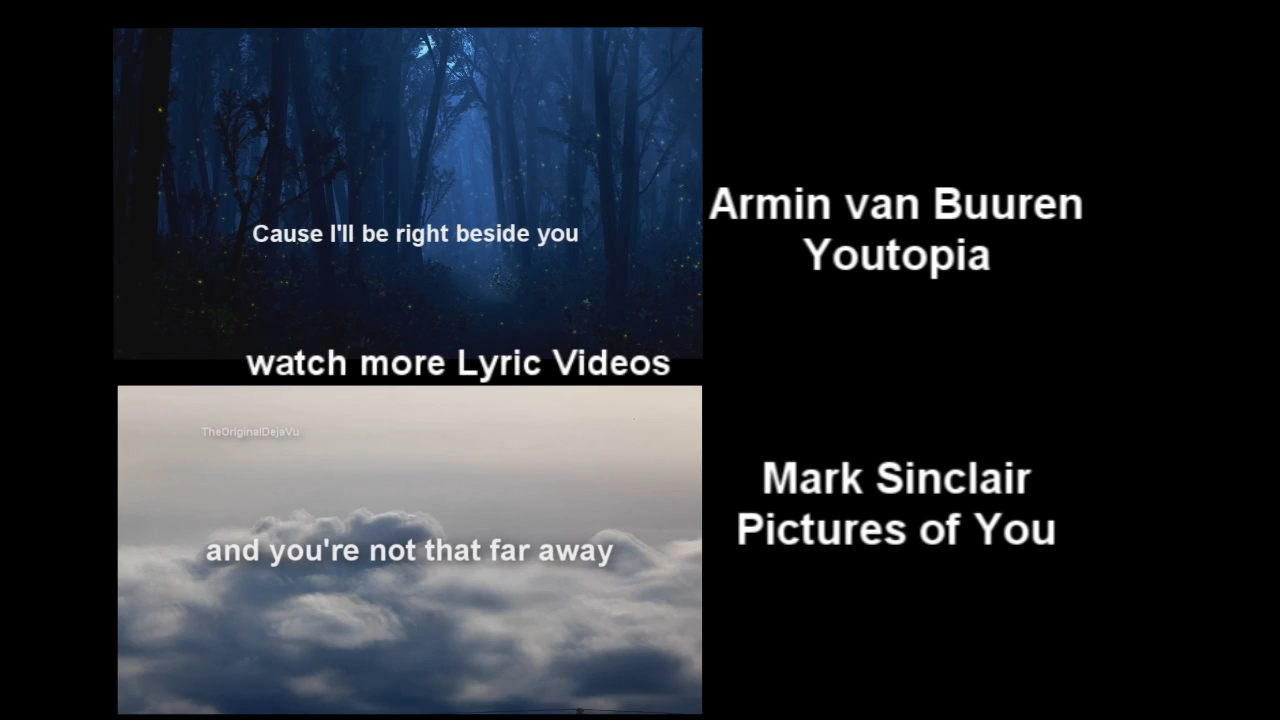 Cause I'll be right beside you
Armin van Buuren
Youtopia
watch more Lyric Videos
TheOriginalDejaVu
and you're not that far away
Mark Sinclair
Pictures of You